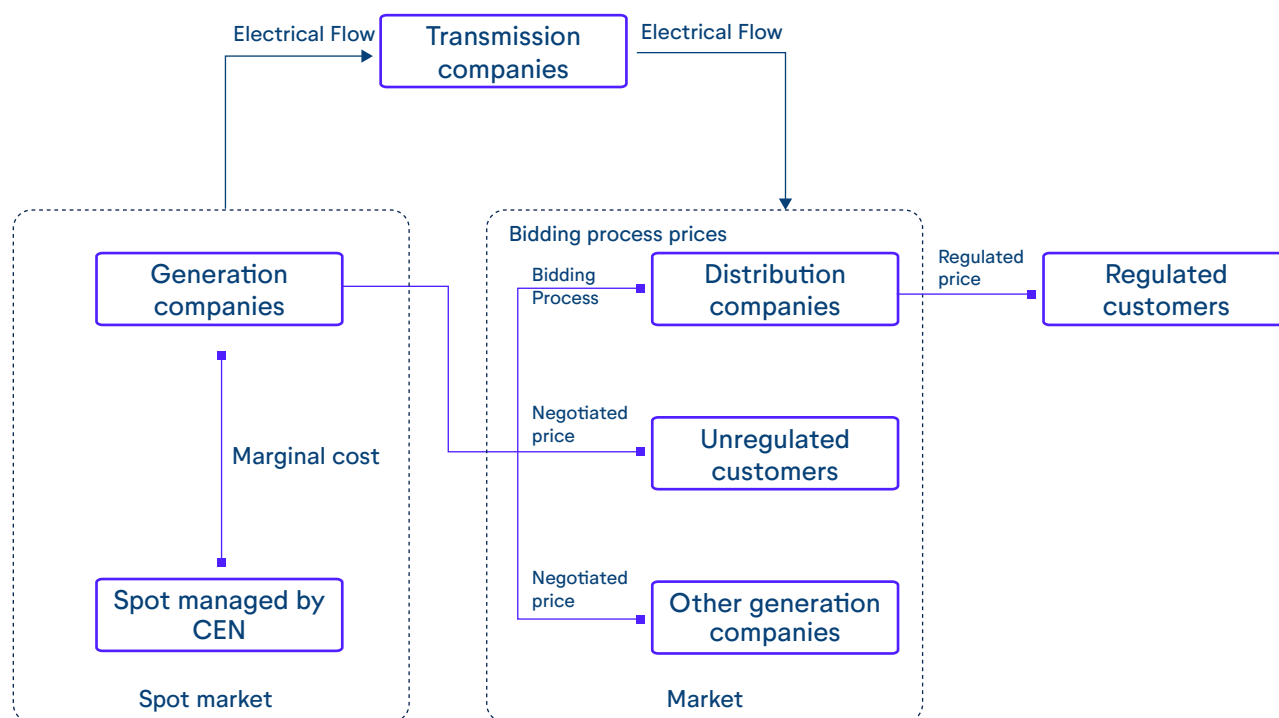 Electrical Flow
Transmission
companies
Electrical Flow
Generation
companies
Marginal cost
Spot managed by
CEN
Spot market
Bidding process prices
Bidding
Process
Distribution
companies
Regulated
price
Regulated
customers
Negotiated
price
Unregulated
customers
Negotiated
price
Other generation
companies
Market